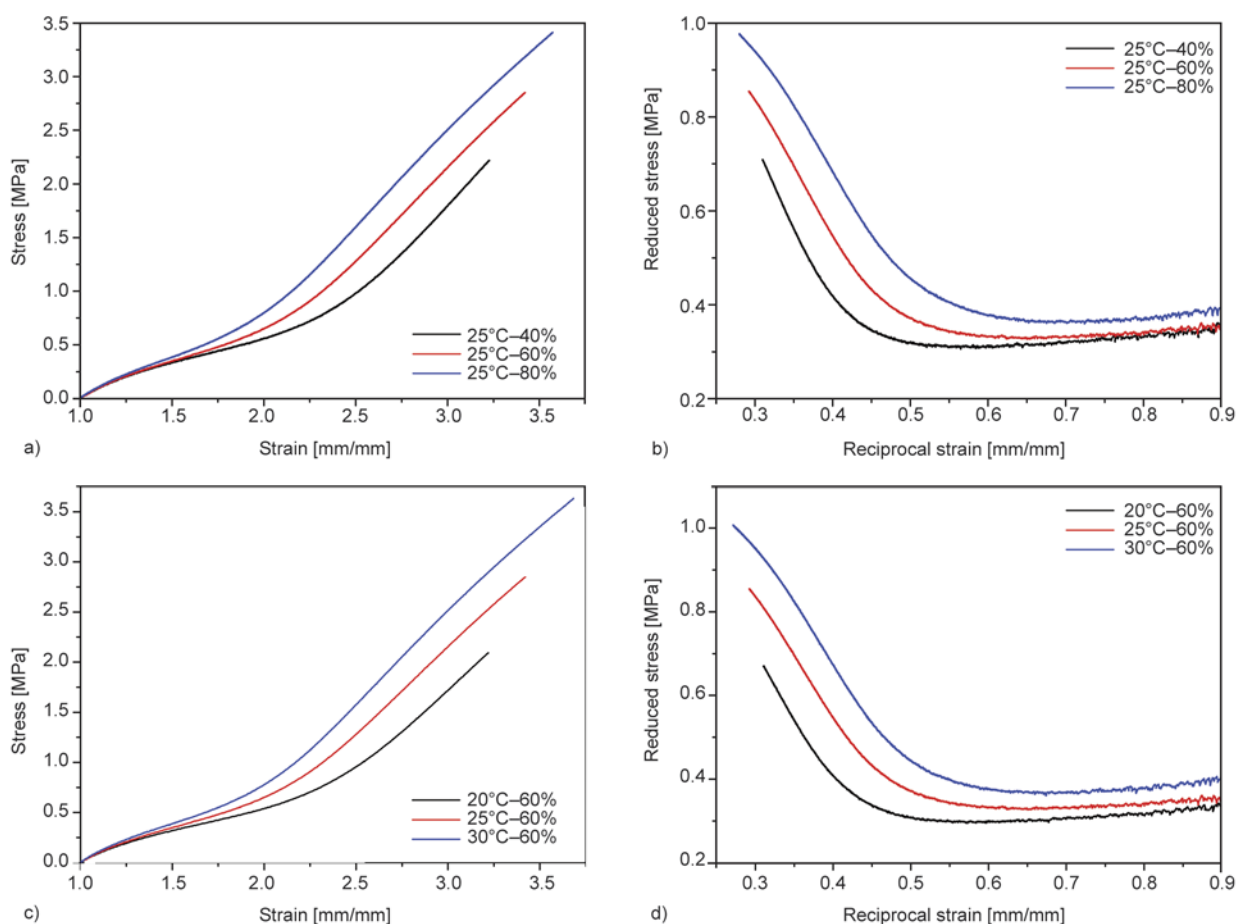 3.5
3.0
2.5
2.0
1.5
1.0
0.5
0.0
Stress [MPa]
25°C–40%
25°C–60%
25°C–80%
1.0 1.5 2.0 2.5 3.0 3.5
a) Strain [mm/mm]
1.0
0.8
0.6
0.4
0.2
Reduced stress [MPa]
25°C–40%
25°C–60%
25°C–80%
0.3 0.4 0.5 0.6 0.7 0.8 0.9
b) Reciprocal strain [mm/mm]
3.5
3.0
2.5
2.0
1.5
1.0
0.5
0.0
Stress [MPa]
20°C–60%
25°C–60%
30°C–60%
1.0 1.5 2.0 2.5 3.0 3.5
c) Strain [mm/mm]
1.0
0.8
0.6
0.4
0.2
Reduced stress [MPa]
20°C–60%
25°C–60%
30°C–60%
0.3 0.4 0.5 0.6 0.7 0.8 0.9
d) Reciprocal strain [mm/mm]